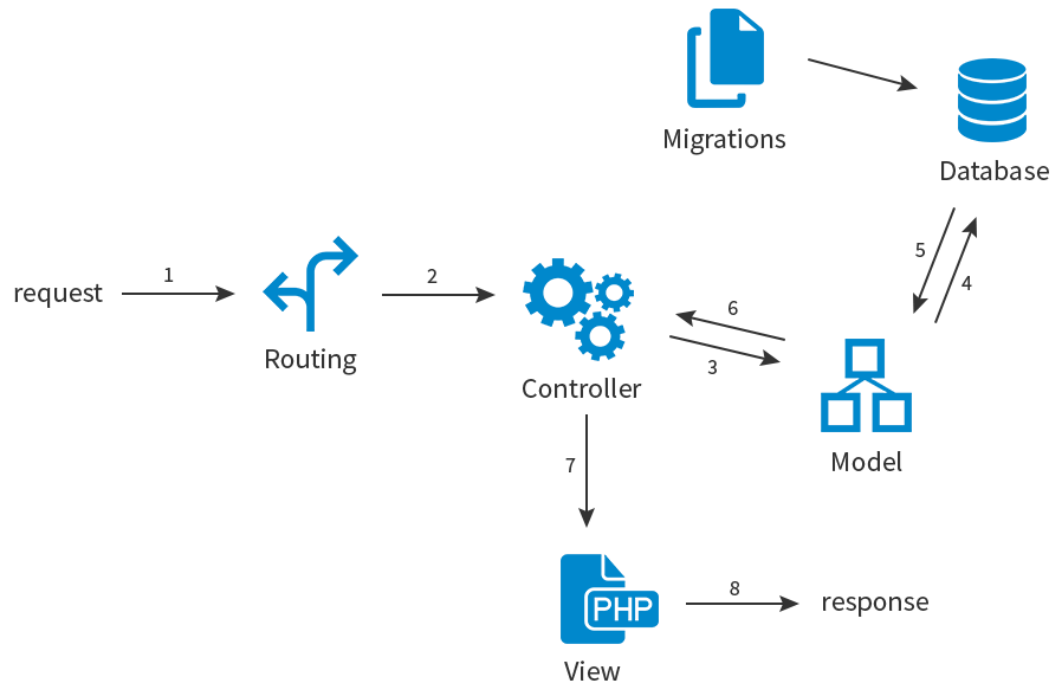 Migrations
Database
5
4
request
1
2
6
3
Routing
Controller
Model
7
PHP
8
response
View